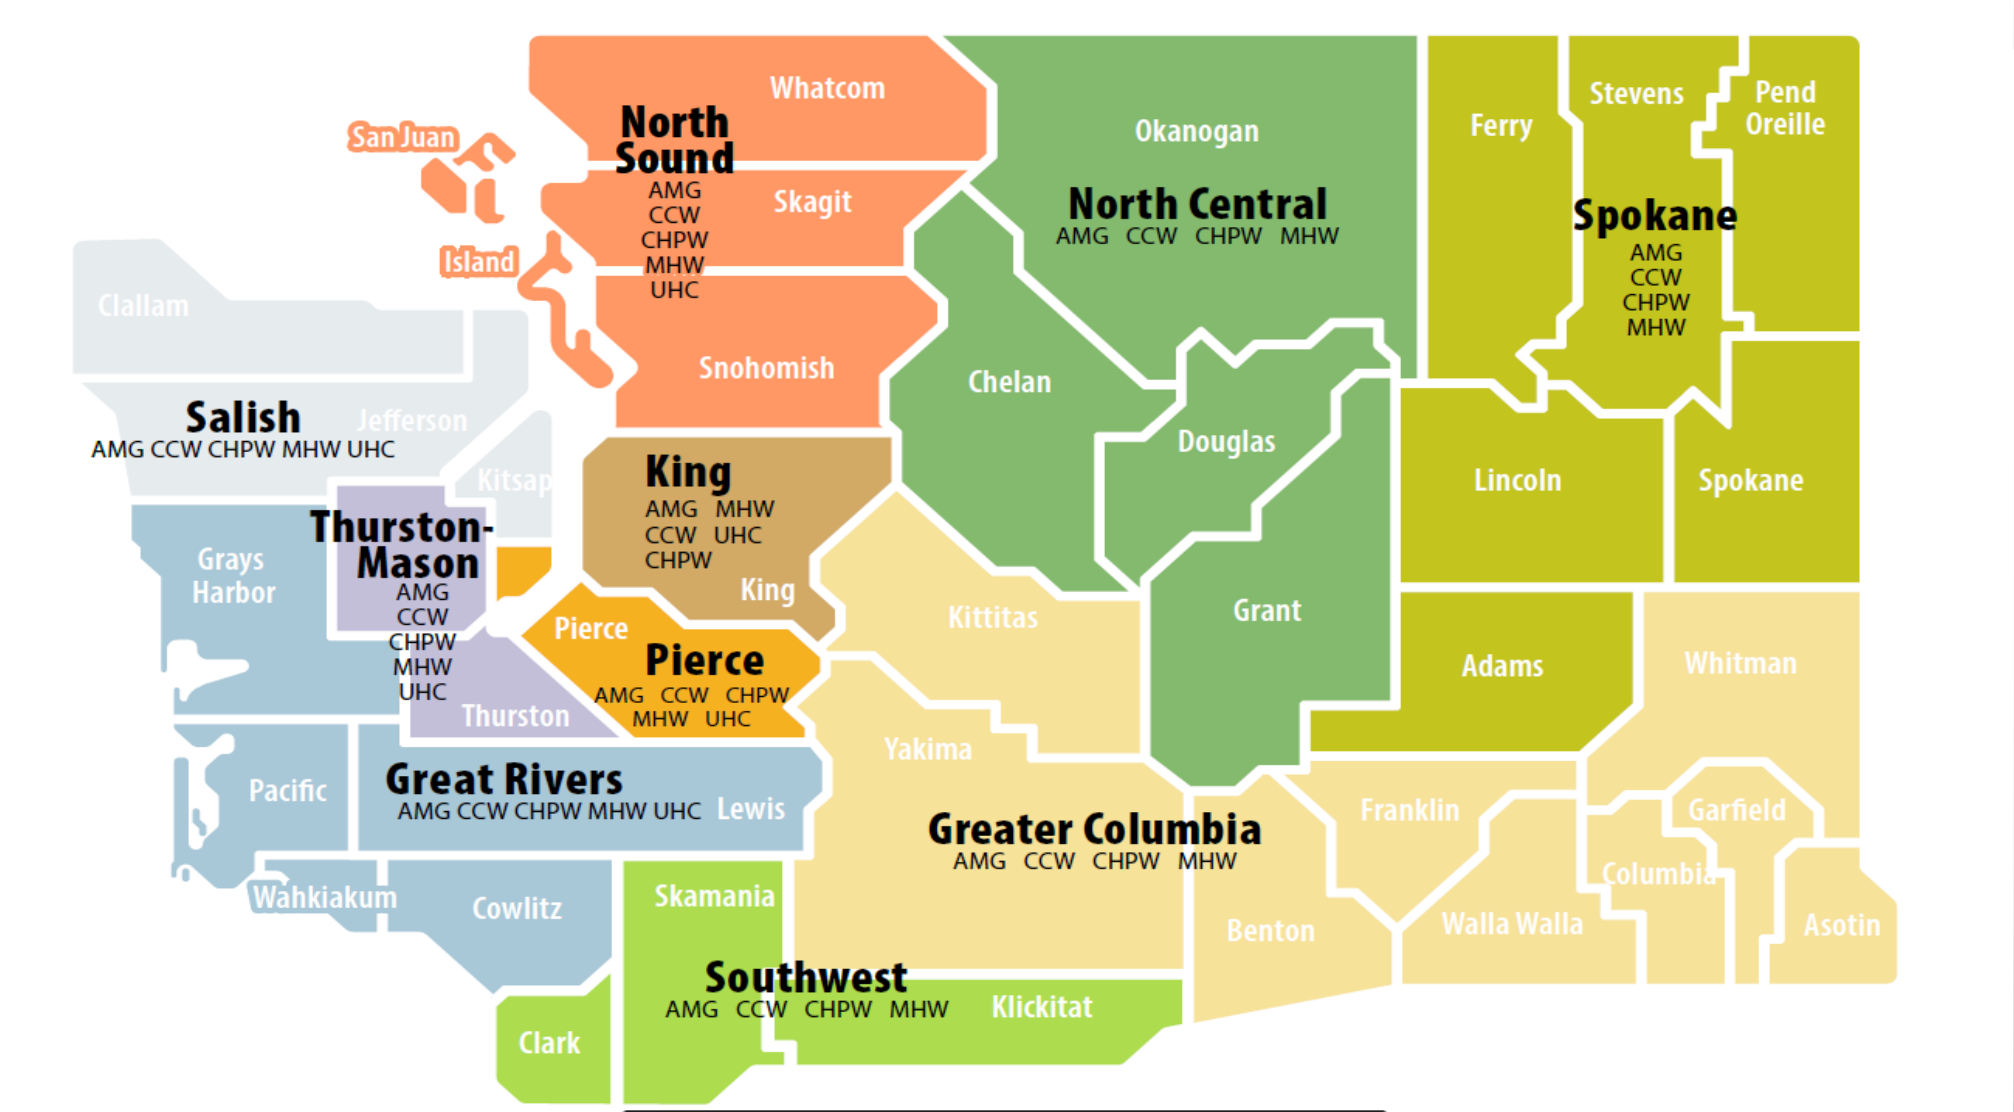 Whatcom
San Juan
North
Sound
AMG
CCW
CHPW
MHW
UHC
Skagit
Island
Snohomish
Okanogan
North Central
AMG CCW CHPW MHW
Chelan
Douglas
Grant
Ferry
Stevens
Pend
Oreille
Spokane
AMG
CCW
CHPW
MHW
Lincoln
Spokane
Adams
Clallam
Salish
Jefferson
AMG CCW CHPW MHW UHC
Kitsap
King
AMG MHW
CCW UHC
CHPW
King
Thurston-
Mason
AMG
CCW
CHPW
MHW
UHC
Thurston
Grays
Harbor
Pierce
Pierce
AMG CCW CHPW
MHW UHC
Great Rivers
AMG CCW CHPW MHW UHC
Lewis
Pacific
Wahkiakum
Cowlitz
Kittitas
Yakima
Greater Columbia
AMG CCW CHPW MHW
Whitman
Franklin
Garfield
Columbia
Walla Walla
Asotin
Benton
Skamania
Southwest
AMG CCW CHPW MHW
Klickitat
Clark